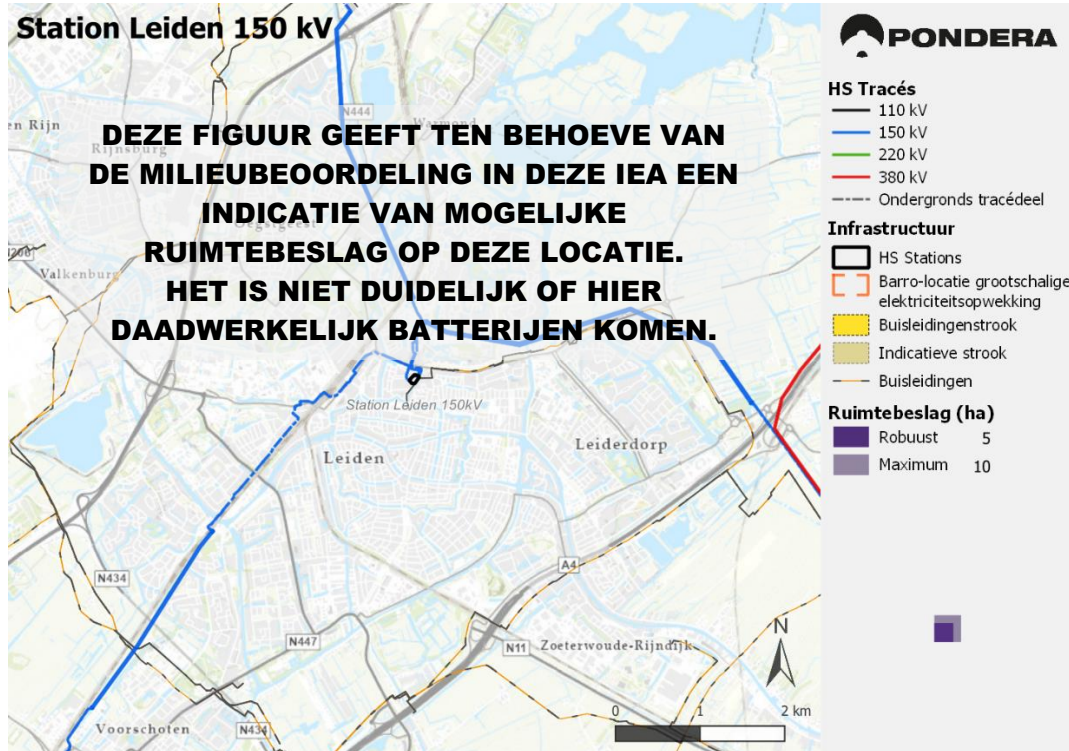 Station Leiden 150 kV
N444
Warmond
en Rijn
Rijnsburg
DEZE FIGUUR GEEFT TEN BEHOEVE VAN
DE MILIEUBEOORDELING IN DEZE IEA EEN
INDICATIE VAN MOGELIJKE
RUIMTEBESLAG OP DEZE LOCATIE.
HET IS NIET DUIDELIJK OF HIER
DAADWERKELIJK BATTERIJEN KOMEN.
Oegstgeest
N206
Valkenburg
Station Leiden 150kV
Leiden
Leiderdorp
A4
N434
N447
N11
Zoeterwoude-Rijndijk
Voorschoten
N434
N
0 1 2 km
PONDERA
HS Tracés
110 kV
150 kV
220 kV
380 kV
Ondergronds tracédeel
Infrastructuur
HS Stations
Barro-locatie grootschalige
elektriciteitsopwekking
Buisleidingenstrook
Indicatieve strook
Buisleidingen
Ruimtebeslag (ha)
Robuust 5
Maximum 10